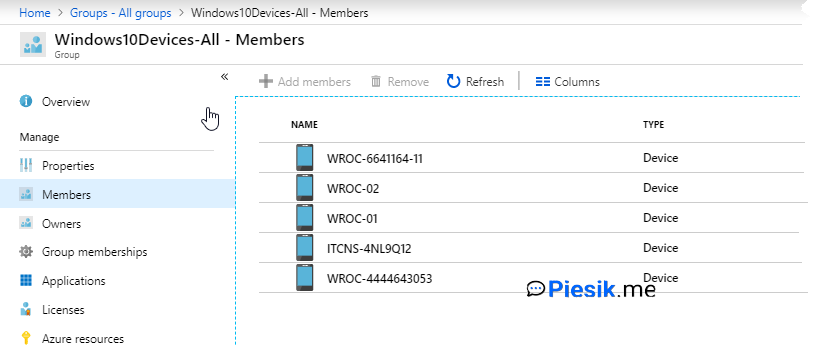 Home > Groups - All groups > Windows10Devices-All - Members
Windows10Devices-All - Members
Group
«
Add members Remove Refresh Columns
Overview
Manage
Properties
Members
Owners
Group memberships
Applications
Licenses
Azure resources
NAME TYPE
WROC-6641164-11 Device
WROC-02 Device
WROC-01 Device
ITCNS-4NL9Q12 Device
WROC-4444643053 Device
Piesik.me